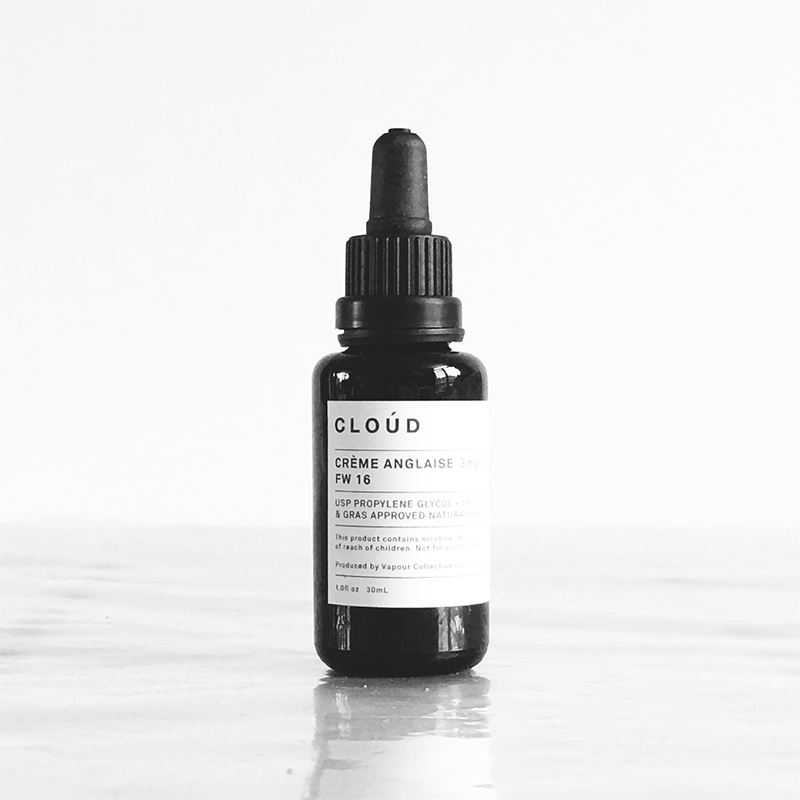 CLOÚD
CRÈME ANGLAISE 3mg
FW 16
USP PROPYLENE GLYCOL
& GRAS APPROVED
This product contains nicotine.
of reach of children. Not for
Produced by Vapour Collective
1.0fl oz 30mL